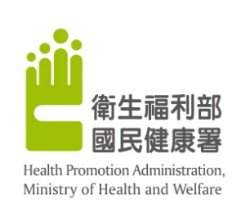 衛生福利部
國民健康署
Health Promotion Administration,
Ministry of Health and Welfare